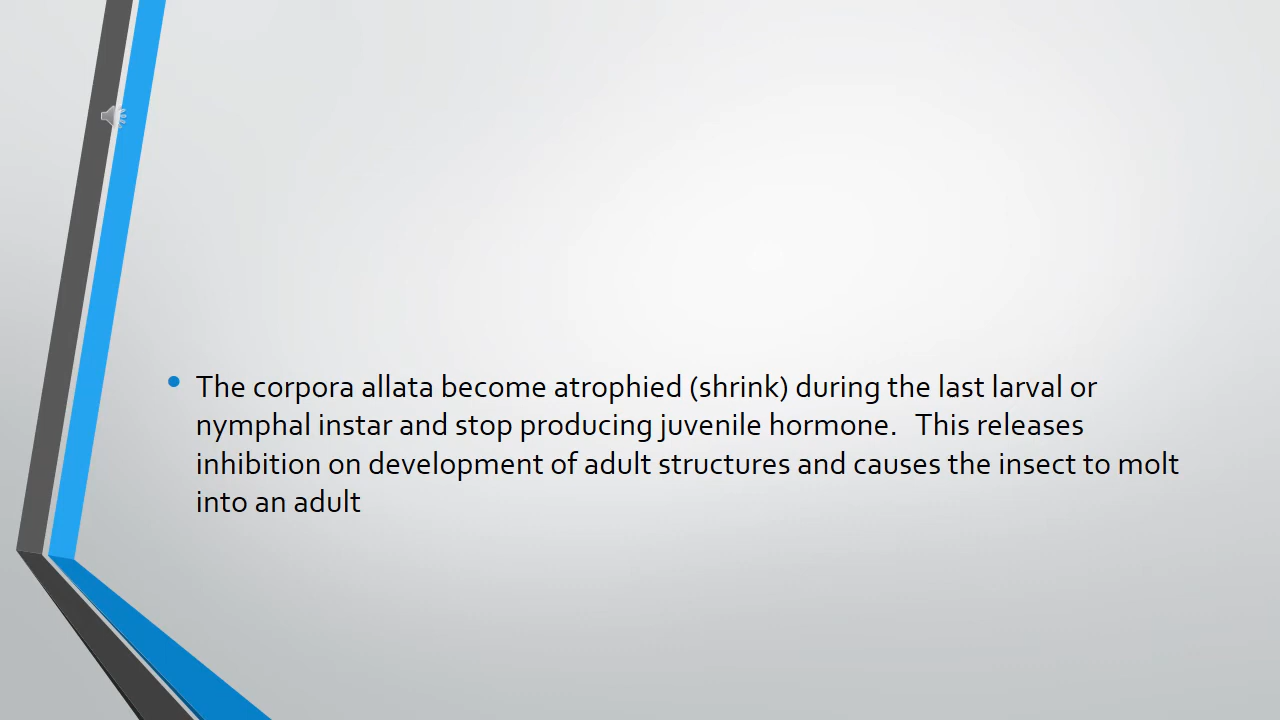 • The corpora allata become atrophied (shrink) during the last larval or
nymphal instar and stop producing juvenile hormone.   This releases
inhibition on development of adult structures and causes the insect to molt
into an adult